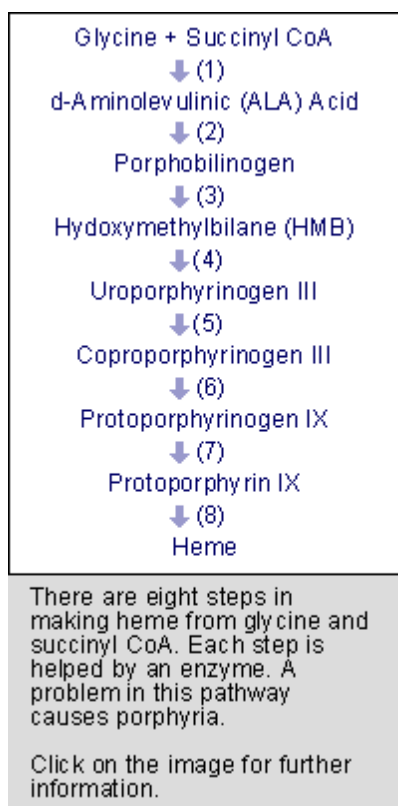 Glycine + Succinyl CoA
(1)
d-Aminolevulinic (ALA) Acid
(2)
Porphobilinogen
(3)
Hydoxymethylbilane (HMB)
(4)
Uroporphyrinogen III
(5)
Coproporphyrinogen III
(6)
Protoporphyrinogen IX
(7)
Protoporphyrin IX
(8)
Heme
There are eight steps in
making heme from glycine and
succinyl CoA. Each step is
helped by an enzyme. A
problem in this pathway
causes porphyria.
Click on the image for further
information.